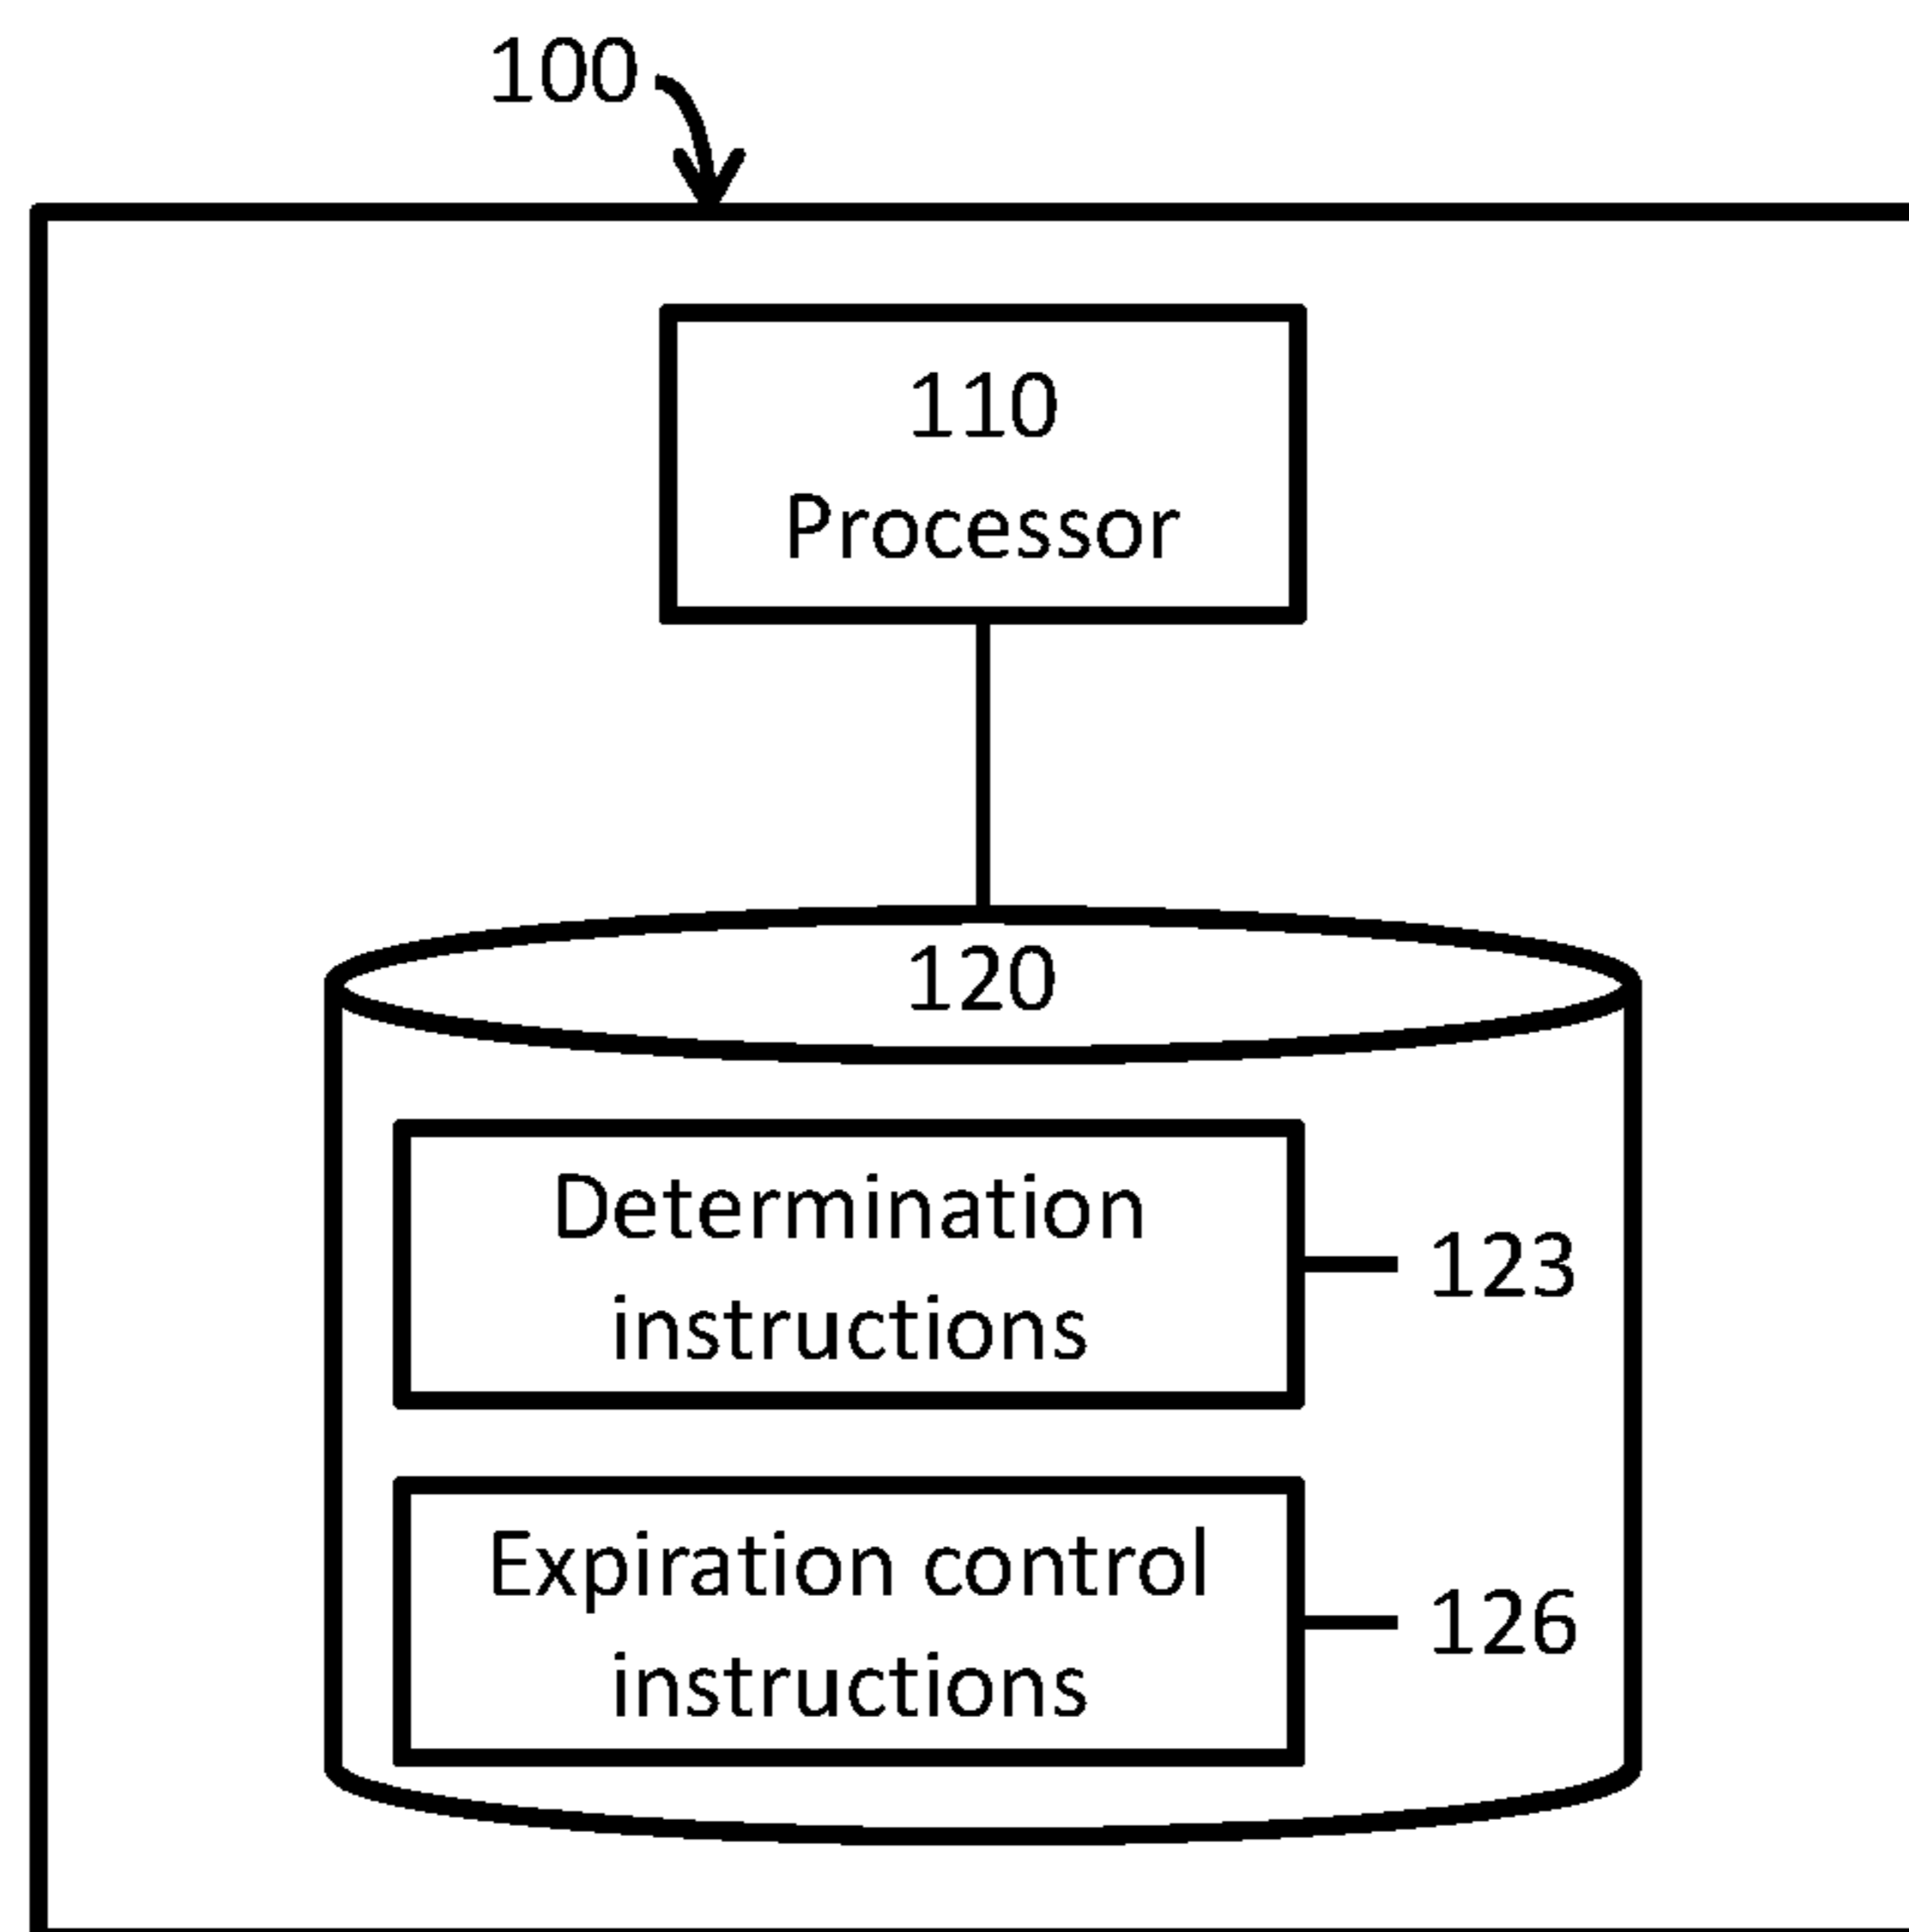 100
110
Processor
120
Determination
instructions
123
Expiration control
instructions
126